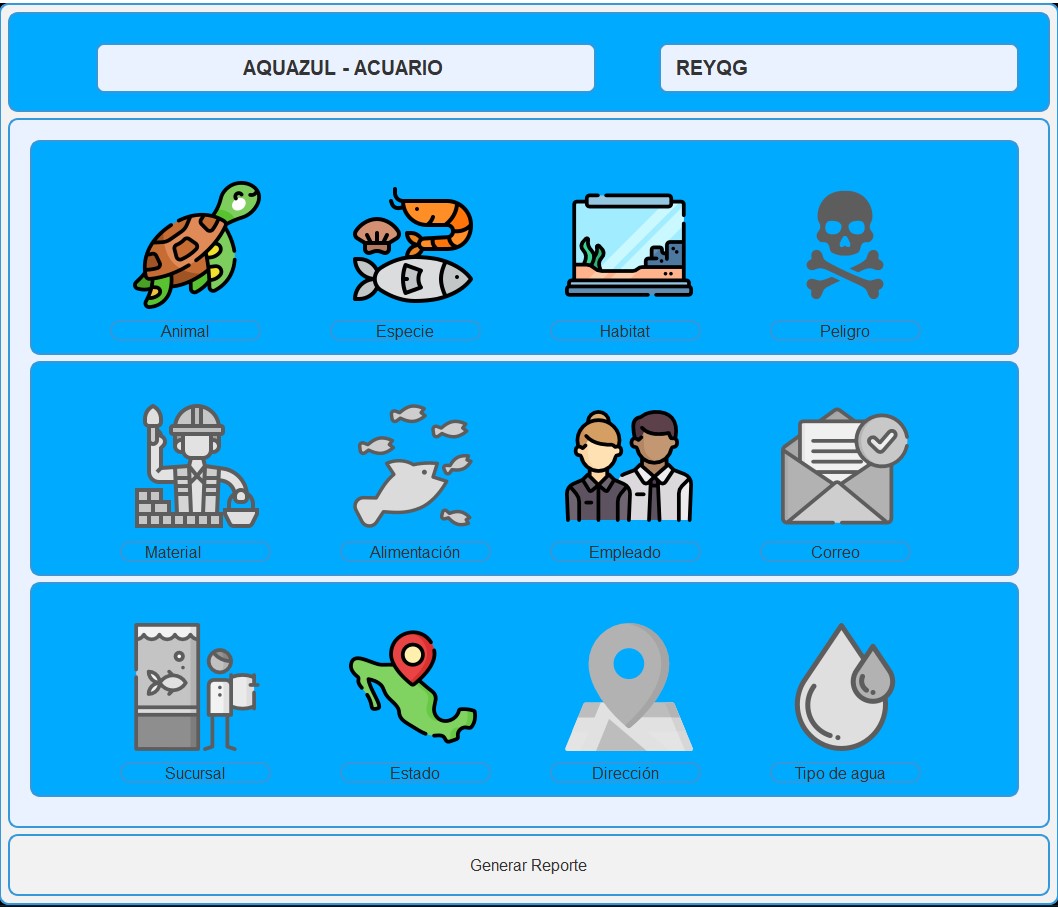 AQUAZUL - ACUARIO
REYQG
Animal
Especie
Habitat
Peligro
Material
Alimentación
Empleado
Correo
Sucursal
Estado
Dirección
Tipo de agua
Generar Reporte